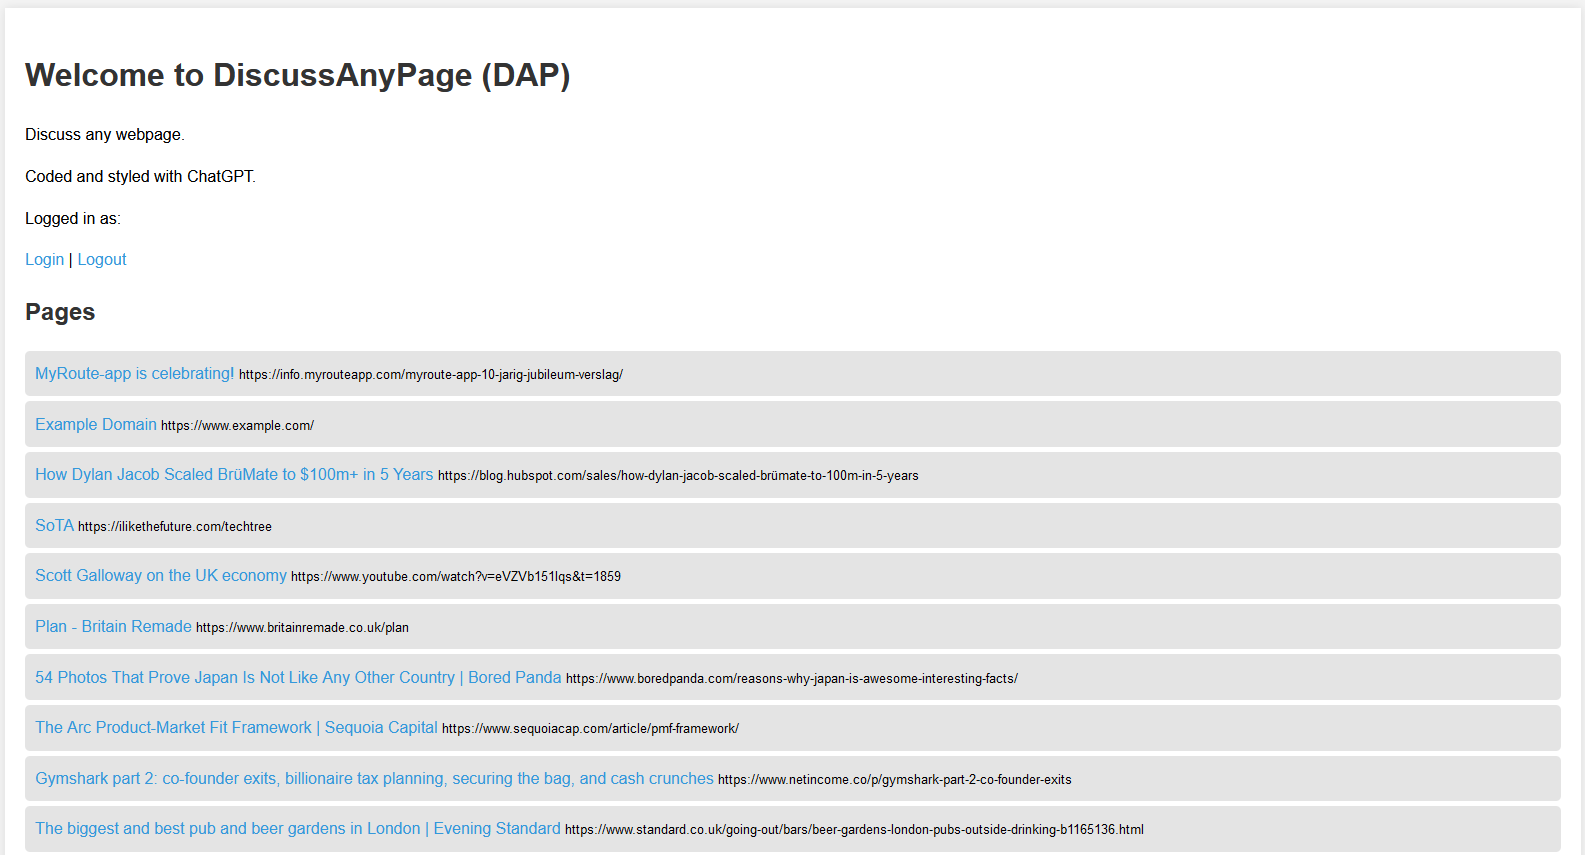 Welcome to DiscussAnyPage (DAP)
Discuss any webpage.
Coded and styled with ChatGPT.
Logged in as:
Login | Logout
Pages
MyRoute-app is celebrating! https://info.myrouteapp.com/myroute-app-10-jarig-jubileum-verslag/
Example Domain https://www.example.com/
How Dylan Jacob Scaled BrüMate to $100m+ in 5 Years https://blog.hubspot.com/sales/how-dylan-jacob-scaled-brümate-to-100m-in-5-years
SoTA https://ilikethefuture.com/techtree
Scott Galloway on the UK economy https://www.youtube.com/watch?v=eVZVb151lqs&t=1859
Plan - Britain Remade https://www.britainremade.co.uk/plan
54 Photos That Prove Japan Is Not Like Any Other Country | Bored Panda https://www.boredpanda.com/reasons-why-japan-is-awesome-interesting-facts/
The Arc Product-Market Fit Framework | Sequoia Capital https://www.sequoiacap.com/article/pmf-framework/
Gymshark part 2: co-founder exits, billionaire tax planning, securing the bag, and cash crunches https://www.netincome.co/p/gymshark-part-2-co-founder-exits
The biggest and best pub and beer gardens in London | Evening Standard https://www.standard.co.uk/going-out/bars/beer-gardens-london-pubs-outside-drinking-b1165136.html